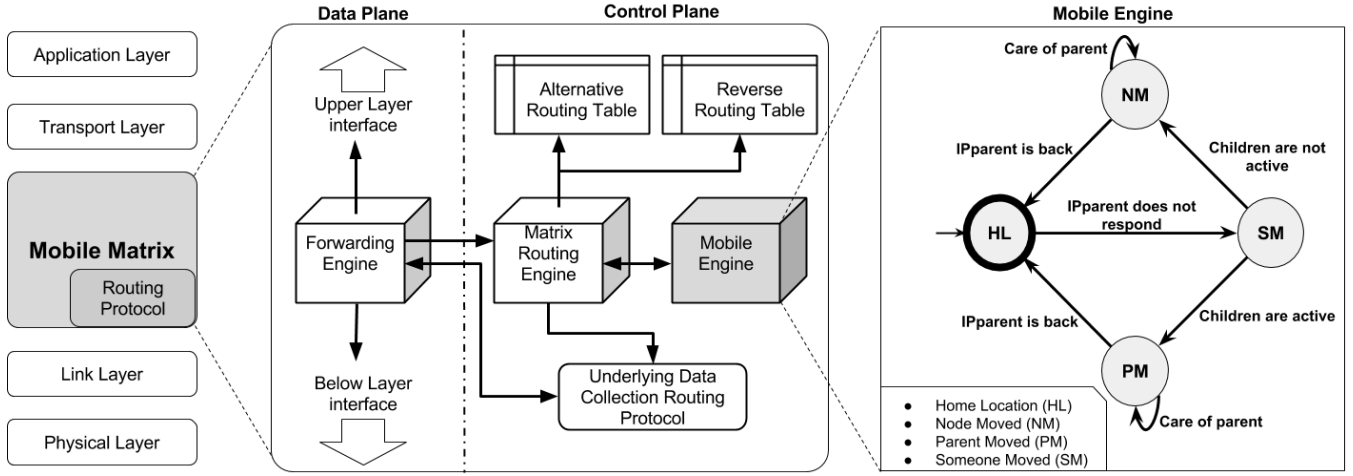 Data Plane
Control Plane
Mobile Engine
Application Layer
Transport Layer
Mobile Matrix
Routing
Protocol
Link Layer
Physical Layer
Upper Layer
interface
Forwarding
Engine
Below Layer
interface
Alternative
Routing Table
Reverse
Routing Table
Matrix
Routing
Engine
Mobile
Engine
Underlying Data
Collection Routing
Protocol
Care of parent
NM
IPparent is back
Children are not
active
HL
IPparent does not
respond
SM
IPparent is back
Children are active
PM
Care of parent
● Home Location (HL)
● Node Moved (NM)
● Parent Moved (PM)
● Someone Moved (SM)